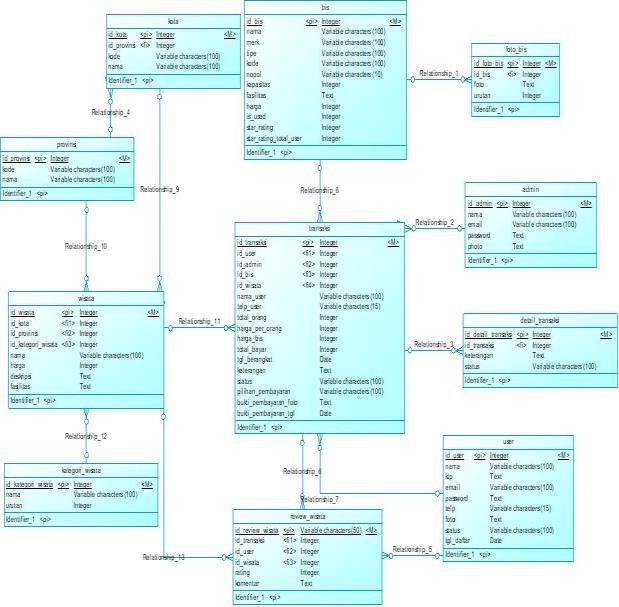 kota
id_kota <pi> Integer <M>
id_provinsi <fi> Integer
kode Variable characters (100)
nama Variable characters (100)
Identifier_1 <pi>
bis
id_bis <pi> Integer <M>
nama Variable characters (100)
merk Variable characters (100)
tipe Variable characters (100)
kode Variable characters (100)
nopol Variable characters (10)
kapasitas Integer
fasilitas Text
harga Integer
is_used Integer
star_rating Integer
star_rating_total_user Integer
Identifier_1 <pi>
foto_bis
id_foto_bis <pi> Integer <M>
id_bis <fi> Integer
foto Text
urutan Integer
Identifier_1 <pi>
Relationship_1
Relationship_4
provinsi
id_provinsi <pi> Integer <M>
kode Variable characters (100)
nama Variable characters (100)
Identifier_1 <pi>
Relationship_9
Relationship_8
admin
id_admin <pi> Integer <M>
nama Variable characters (100)
email Variable characters (100)
password Text
photo Text
Identifier_1 <pi>
Relationship_2
transaksi
id_transaksi <pi> Integer <M>
id_user <fi1> Integer
id_admin <fi2> Integer
id_bis <fi3> Integer
id_wisata <fi4> Integer
nama_user Variable characters (100)
telp_user Variable characters (15)
total_orang Integer
harga_per_orang Integer
harga_bis Integer
total_bayar Integer
tgl_berangkat Date
keterangan Text
status Variable characters (100)
pilihan_pembayaran Variable characters (100)
bukti_pembayaran_foto Text
bukti_pembayaran_tgl Date
Identifier_1 <pi>
Relationship_10
wisata
id_wisata <pi> Integer <M>
id_kota <fi1> Integer
id_provinsi <fi2> Integer
id_kategori_wisata <fi3> Integer
nama Variable characters (100)
harga Integer
deskripsi Text
fasilitas Text
Identifier_1 <pi>
Relationship_11
detail_transaksi
id_detail_transaksi <pi> Integer <M>
id_transaksi <fi> Integer
keterangan Text
status Variable characters (100)
Identifier_1 <pi>
Relationship_3
Relationship_12
kategori_wisata
id_kategori_wisata <pi> Integer <M>
nama Variable characters (100)
urutan Integer
Identifier_1 <pi>
user
id_user <pi> Integer <M>
nama Variable characters (100)
ktp Text
email Variable characters (100)
password Text
telp Variable characters (15)
foto Text
status Variable characters (100)
tgl_daftar Date
Identifier_1 <pi>
Relationship_6
Relationship_7
review_wisata
id_review_wisata <pi> Variable characters (50) <M>
id_transaksi <fi1> Integer
id_user <fi2> Integer
id_wisata <fi3> Integer
rating Integer
komentar Text
Identifier_1 <pi>
Relationship_5
Relationship_13